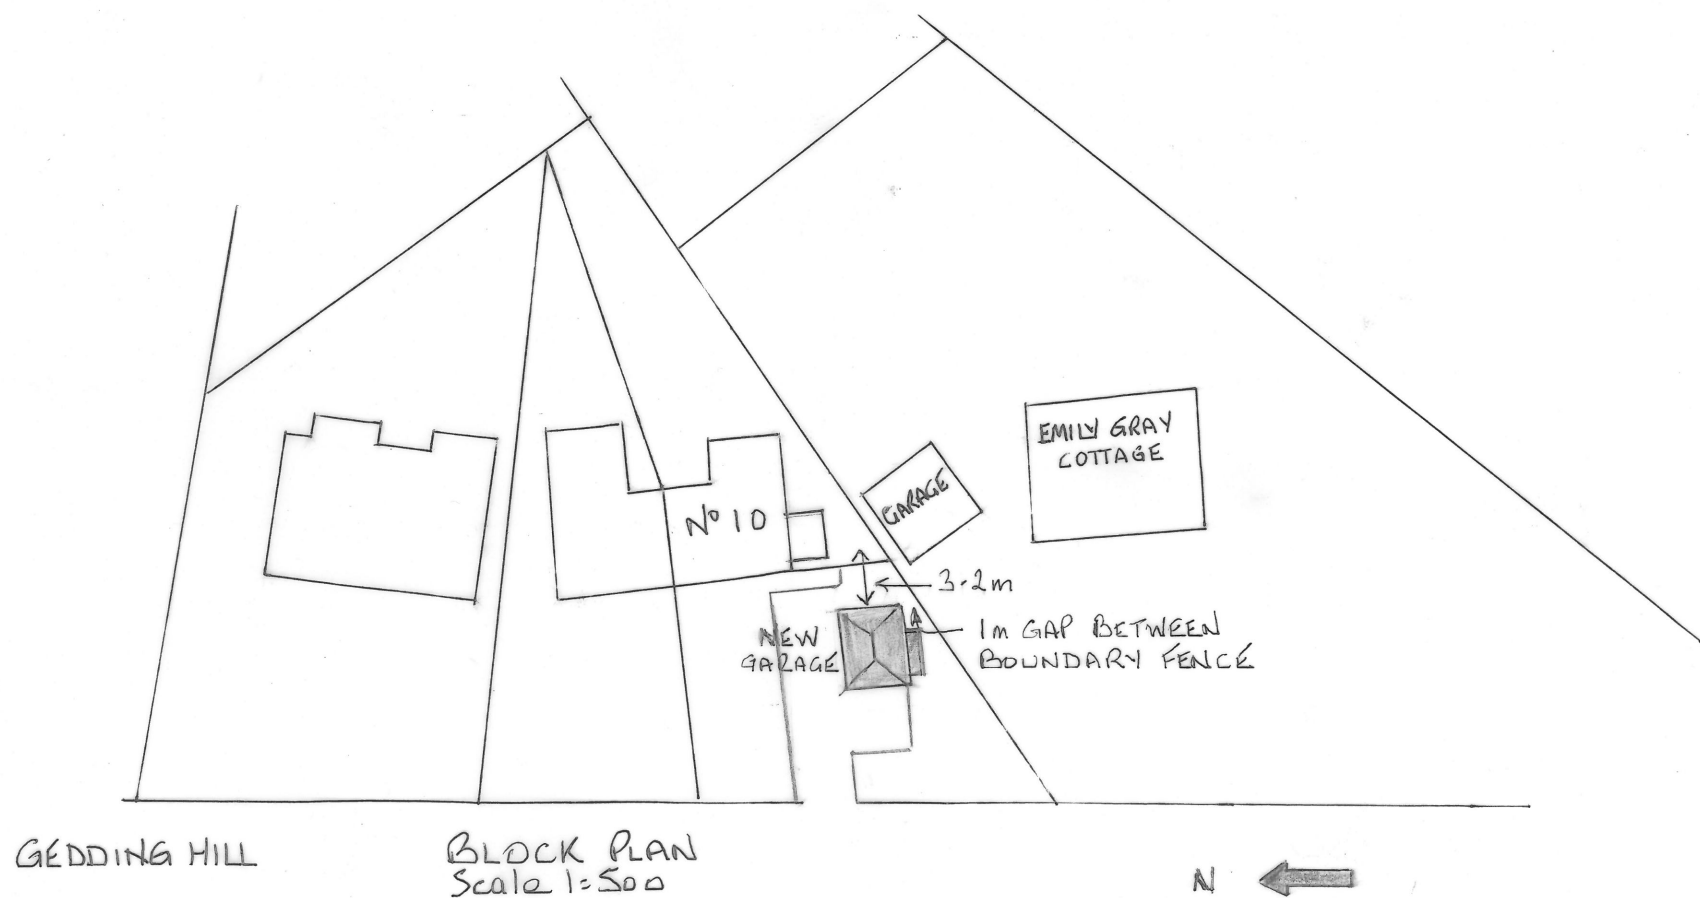 EMILY GRAY
COTTAGE
GARAGE
Nº 10
3.2m
NEW
GARAGE
1m GAP BETWEEN
BOUNDARY FENCE
GEDDING HILL
BLOCK PLAN
Scale 1:500
N